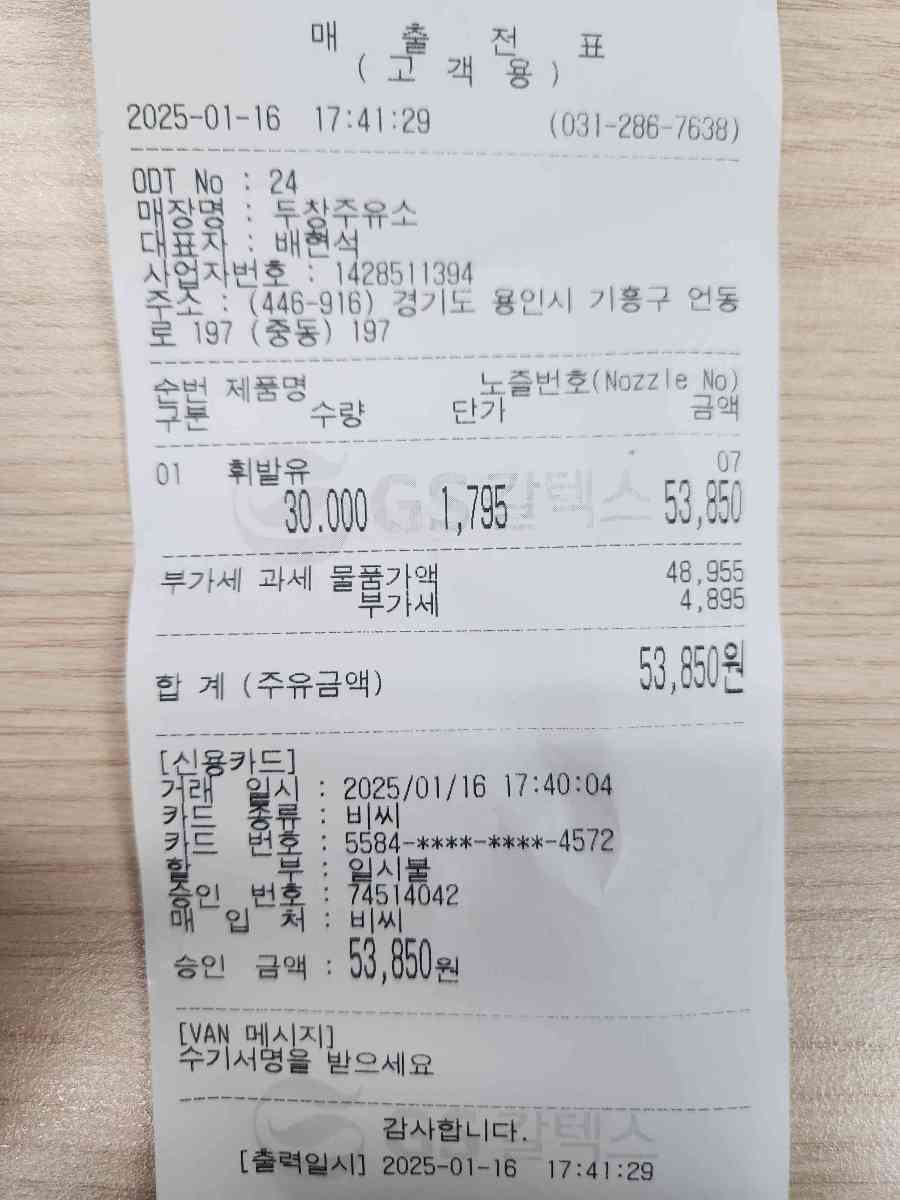 매 출 전 표
( 고 객 용 )
2025-01-16 17:41:29 (031-286-7638)
ODT No : 24
매장명 : 두창주유소
대표자 : 배현석
사업자번호 : 1428511394
주소 : (446-916) 경기도 용인시 기흥구 언동
로 197 (중동) 197
순번 제품명 노즐번호(Nozzle No)
구분 수량 단가 금액
01 휘발유 07
GS칼텍스
30.000 1,795 53,850
부가세 과세 물품가액 48,955
부가세 4,895
합 계 (주유금액) 53,850원
[신용카드]
거래 일시 : 2025/01/16 17:40:04
카드 종류 : 비씨
카드 번호 : 5584-****-****-4572
할 부 : 일시불
승인 번호 : 74514042
매 입 처 : 비씨
승인 금액 : 53,850원
[VAN 메시지]
수기서명을 받으세요
GS칼텍스
감사합니다.
[출력일시] 2025-01-16 17:41:29